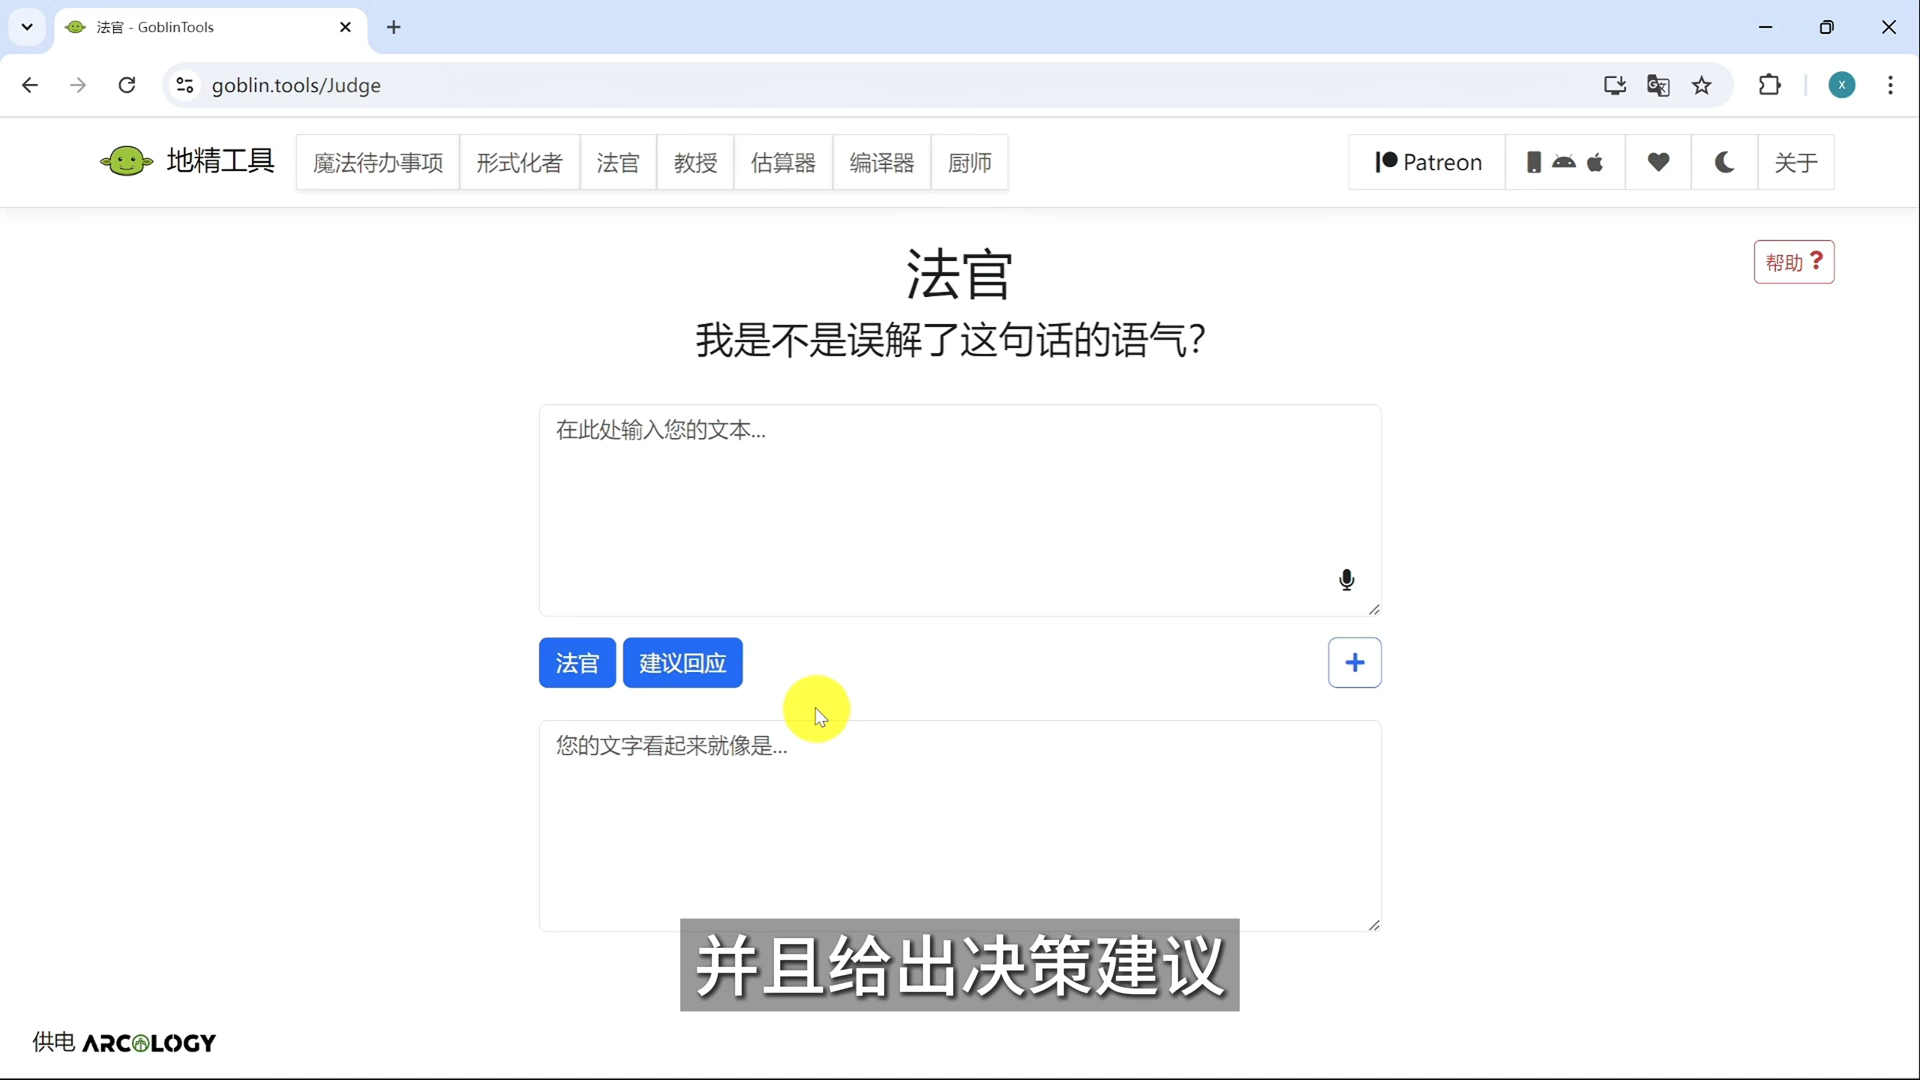 法官 - GoblinTools
goblin.tools/Judge
X
地精工具
魔法待办事项
形式化者
法官
教授
估算器
编译器
厨师
Patreon
关于
法官
帮助 ?
我是不是误解了这句话的语气?
在此处输入您的文本...
法官
建议回应
您的文字看起来就像是...
并且给出决策建议
供电 ARCOLOGY